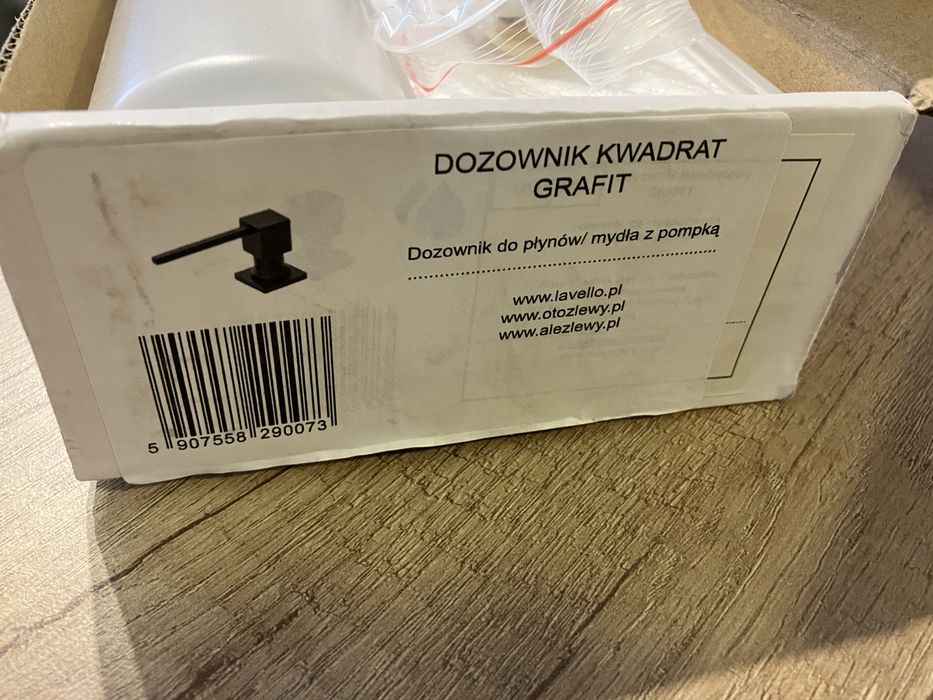 DOZOWNIK KWADRAT
GRAFIT
Dozownik do płynów/ mydła z pompką
www.lavello.pl
www.otozlewy.pl
www.alezlewy.pl
5 907558 290073